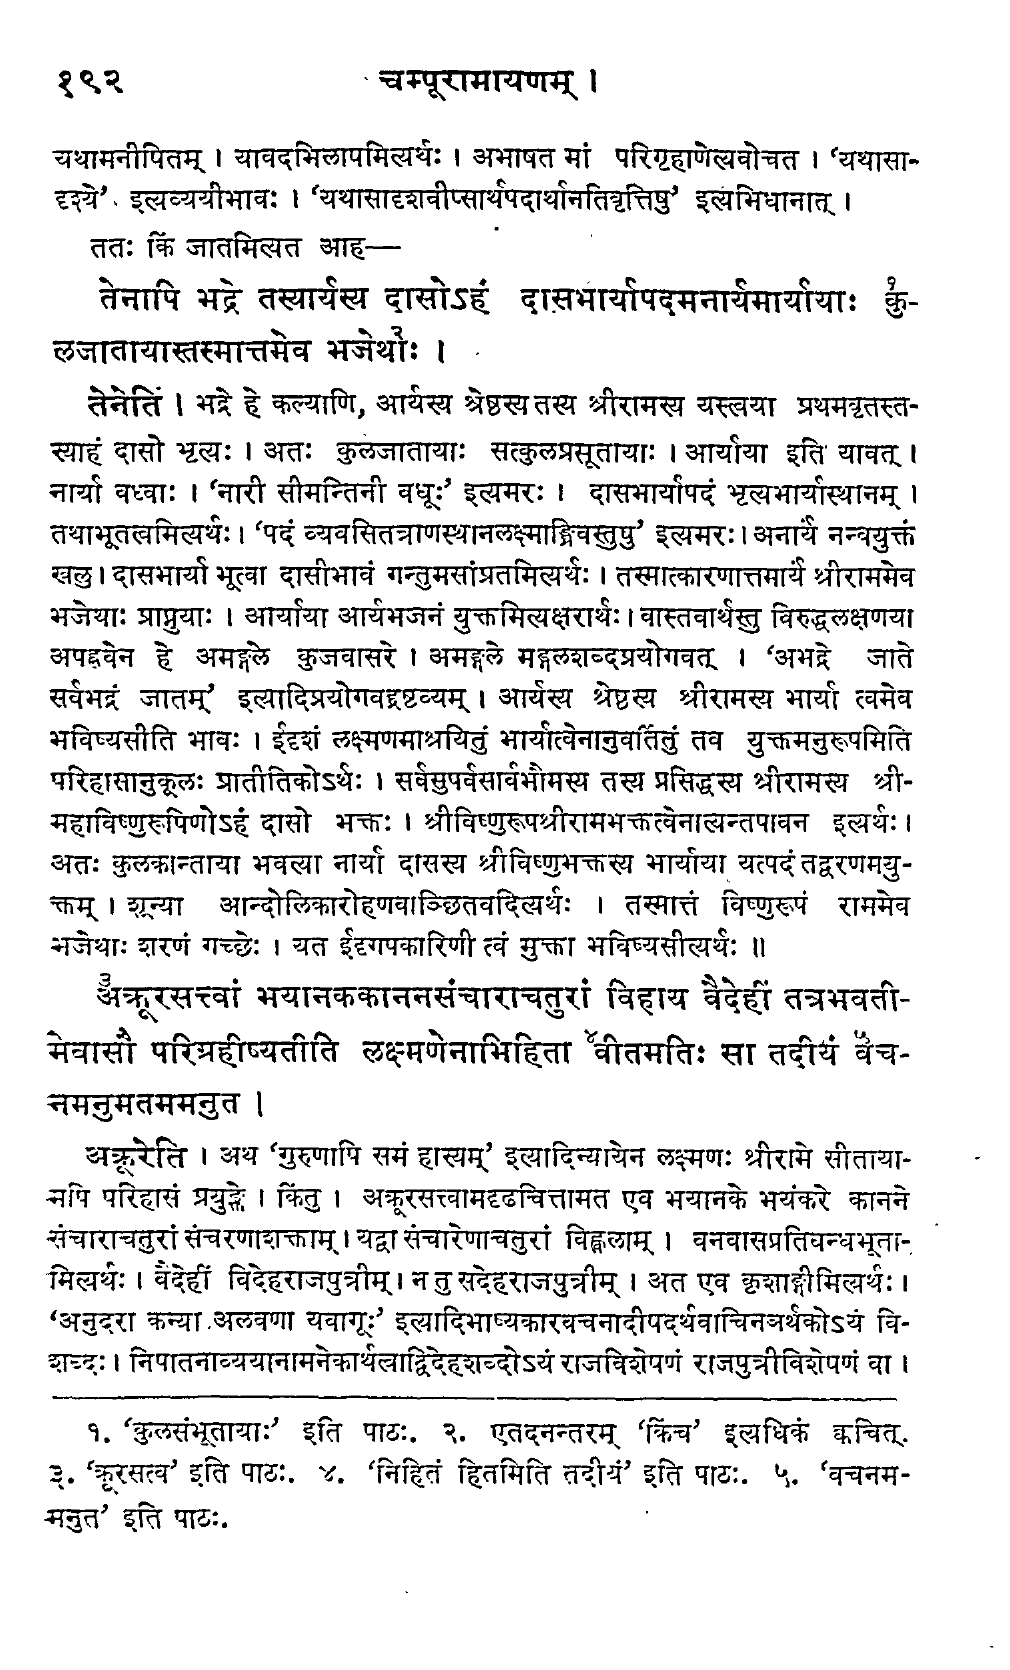 १९२ चम्पूरामायणम् ।
यथामनीषितम् । यावदभिलाषमित्यर्थः । अभाषत मां परिगृहाणेत्यवोचत । ‘यथासा-
दृश्ये’ इत्यव्ययीभावः । ‘यथासादृशवीप्सार्थपदार्थानतिवृत्तिषु’ इत्यभिधानात् ।
ततः किं जातमित्यत आह—
तेनापि भद्रे तस्यार्यस्य दासोऽहं दासभार्यापदमनार्यमार्यायाः कु१-
लजातायास्तस्मात्तमेव भजेथाः२ ।
तेनेति । भद्रे हे कल्याणि, आर्यस्य श्रेष्ठस्य तस्य श्रीरामस्य यस्त्वया प्रथमवृतस्त-
स्याहं दासो भृत्यः । अतः कुलजातायाः सत्कुलप्रसूतायाः । आर्याया इति यावत् ।
नार्या वध्वाः । ‘नारी सीमन्तिनी वधूः’ इत्यमरः । दासभार्यापदं भृत्यभार्यास्थानम् ।
तथाभूतत्वमित्यर्थः । ‘पदं व्यवसितत्राणस्थानलक्ष्माङ्घ्रिवस्तुषु’ इत्यमरः । अनार्यं नन्वयुक्तं
खलु । दासभार्या भूत्वा दासीभावं गन्तुमसांप्रतमित्यर्थः । तस्मात्कारणात्तमार्यं श्रीराममेव
भजेथाः प्राप्नुयाः । आर्याया आर्यभजनं युक्तमित्यक्षरार्थः । वास्तवार्थस्तु विरुद्धलक्षणया
अपह्नवेन हे अमङ्गले कुजवासरे । अमङ्गले मङ्गलशब्दप्रयोगवत् । ‘अभद्रे जाते
सर्वभद्रं जातम्’ इत्यादिप्रयोगवद्द्रष्टव्यम् । आर्यस्य श्रेष्ठस्य श्रीरामस्य भार्या त्वमेव
भविष्यसीति भावः । ईदृशं लक्ष्मणमाश्रयितुं भार्यात्वेनानुवर्तितुं तव युक्तमनुरूपमिति
परिहासानुकूलः प्रातीतिकोऽर्थः । सर्वसुपर्वसार्वभौमस्य तस्य प्रसिद्धस्य श्रीरामस्य श्री-
महाविष्णुरूपिणोऽहं दासो भक्तः । श्रीविष्णुरूपश्रीरामभक्तत्वेनात्यन्तपावन इत्यर्थः ।
अतः कुलकान्ताया भवत्या नार्या दासस्य श्रीविष्णुभक्तस्य भार्याया यत्पदं तद्वरणमयु-
क्तम् । शून्या आन्दोलिकारोहणवाञ्छितवदित्यर्थः । तस्मात्तं विष्णुरूपं राममेव
भजेथाः शरणं गच्छेः । यत ईदृगपकारिणी त्वं मुक्ता भविष्यसीत्यर्थः ॥
अ३क्रूरसत्त्वां भयानककाननसंचाराचतुरां विहाय वैदेहीं तत्रभवती-
मेवासौ परिग्रहीष्यतीति लक्ष्मणेनाभिहिता ४वीतमतिः सा तदीयं व५च-
नमनुमतममनुत ।
अक्रूरेति । अथ ‘गुरुणापि समं हास्यम्’ इत्यादिन्यायेन लक्ष्मणः श्रीरामे सीताया-
मपि परिहासं प्रयुङ्क्ते । किंतु । अक्रूरसत्त्वामदृढचित्तामत एव भयानके भयंकरे कानने
संचाराचतुरां संचरणाशक्ताम् । यद्वा संचारेणाचतुरां विह्वलाम् । वनवासप्रतिबन्धभूता-
मित्यर्थः । वैदेहीं विदेहराजपुत्रीम् । न तु सदेहराजपुत्रीम् । अत एव कृशाङ्गीमित्यर्थः ।
‘अनुदरा कन्या अलवणा यवागूः’ इत्यादिभाष्यकारवचनादीषदर्थवाचिनञर्थकोऽयं वि-
शब्दः । निपातनाव्ययानामनेकार्थत्वाद्विदेहशब्दोऽयं राजविशेषणं राजपुत्रीविशेषणं वा ।
१. ‘कुलसंभूतायाः’ इति पाठः. २. एतदनन्तरम् ‘किंच’ इत्यधिकं क्वचित्.
३. ‘क्रूरसत्व’ इति पाठः. ४. ‘निहितं हितमिति तदीयं’ इति पाठः. ५. ‘वचनम-
मनुत’ इति पाठः.